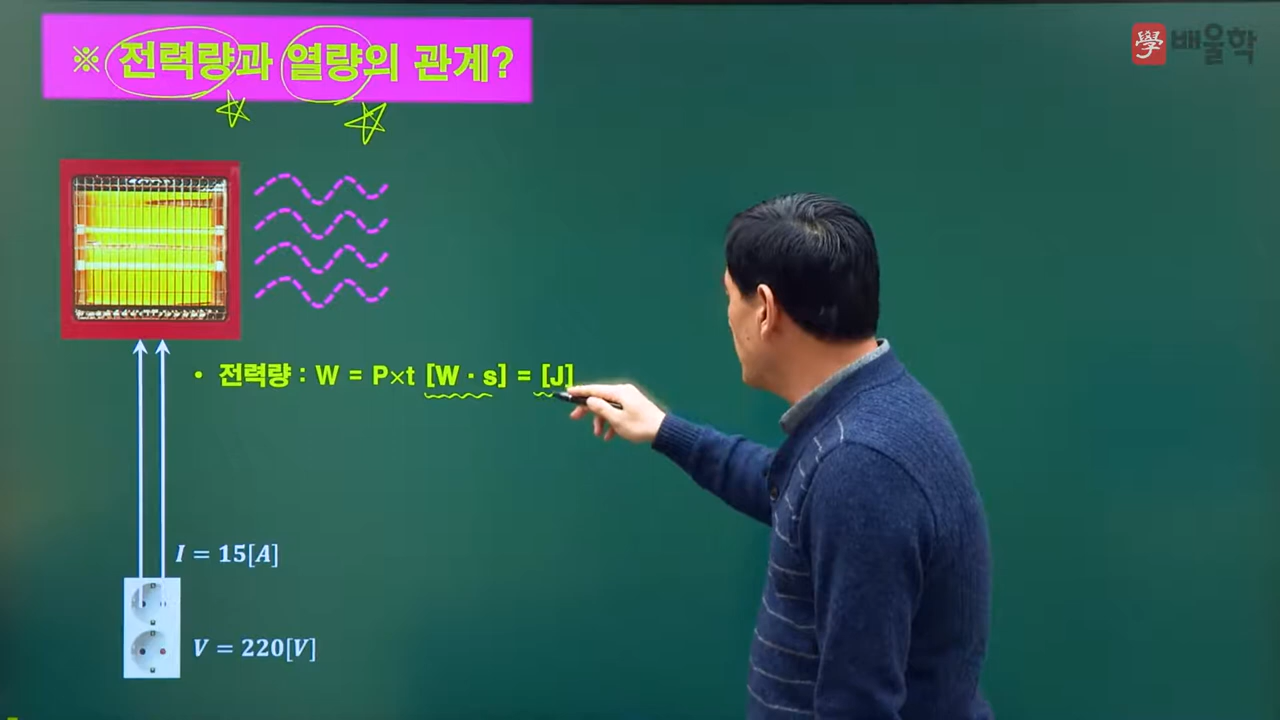 ※ 전력량과 열량의 관계?
學 배울학
• 전력량 : W = P×t [W · s] = [J]
I = 15[A]
V = 220[V]